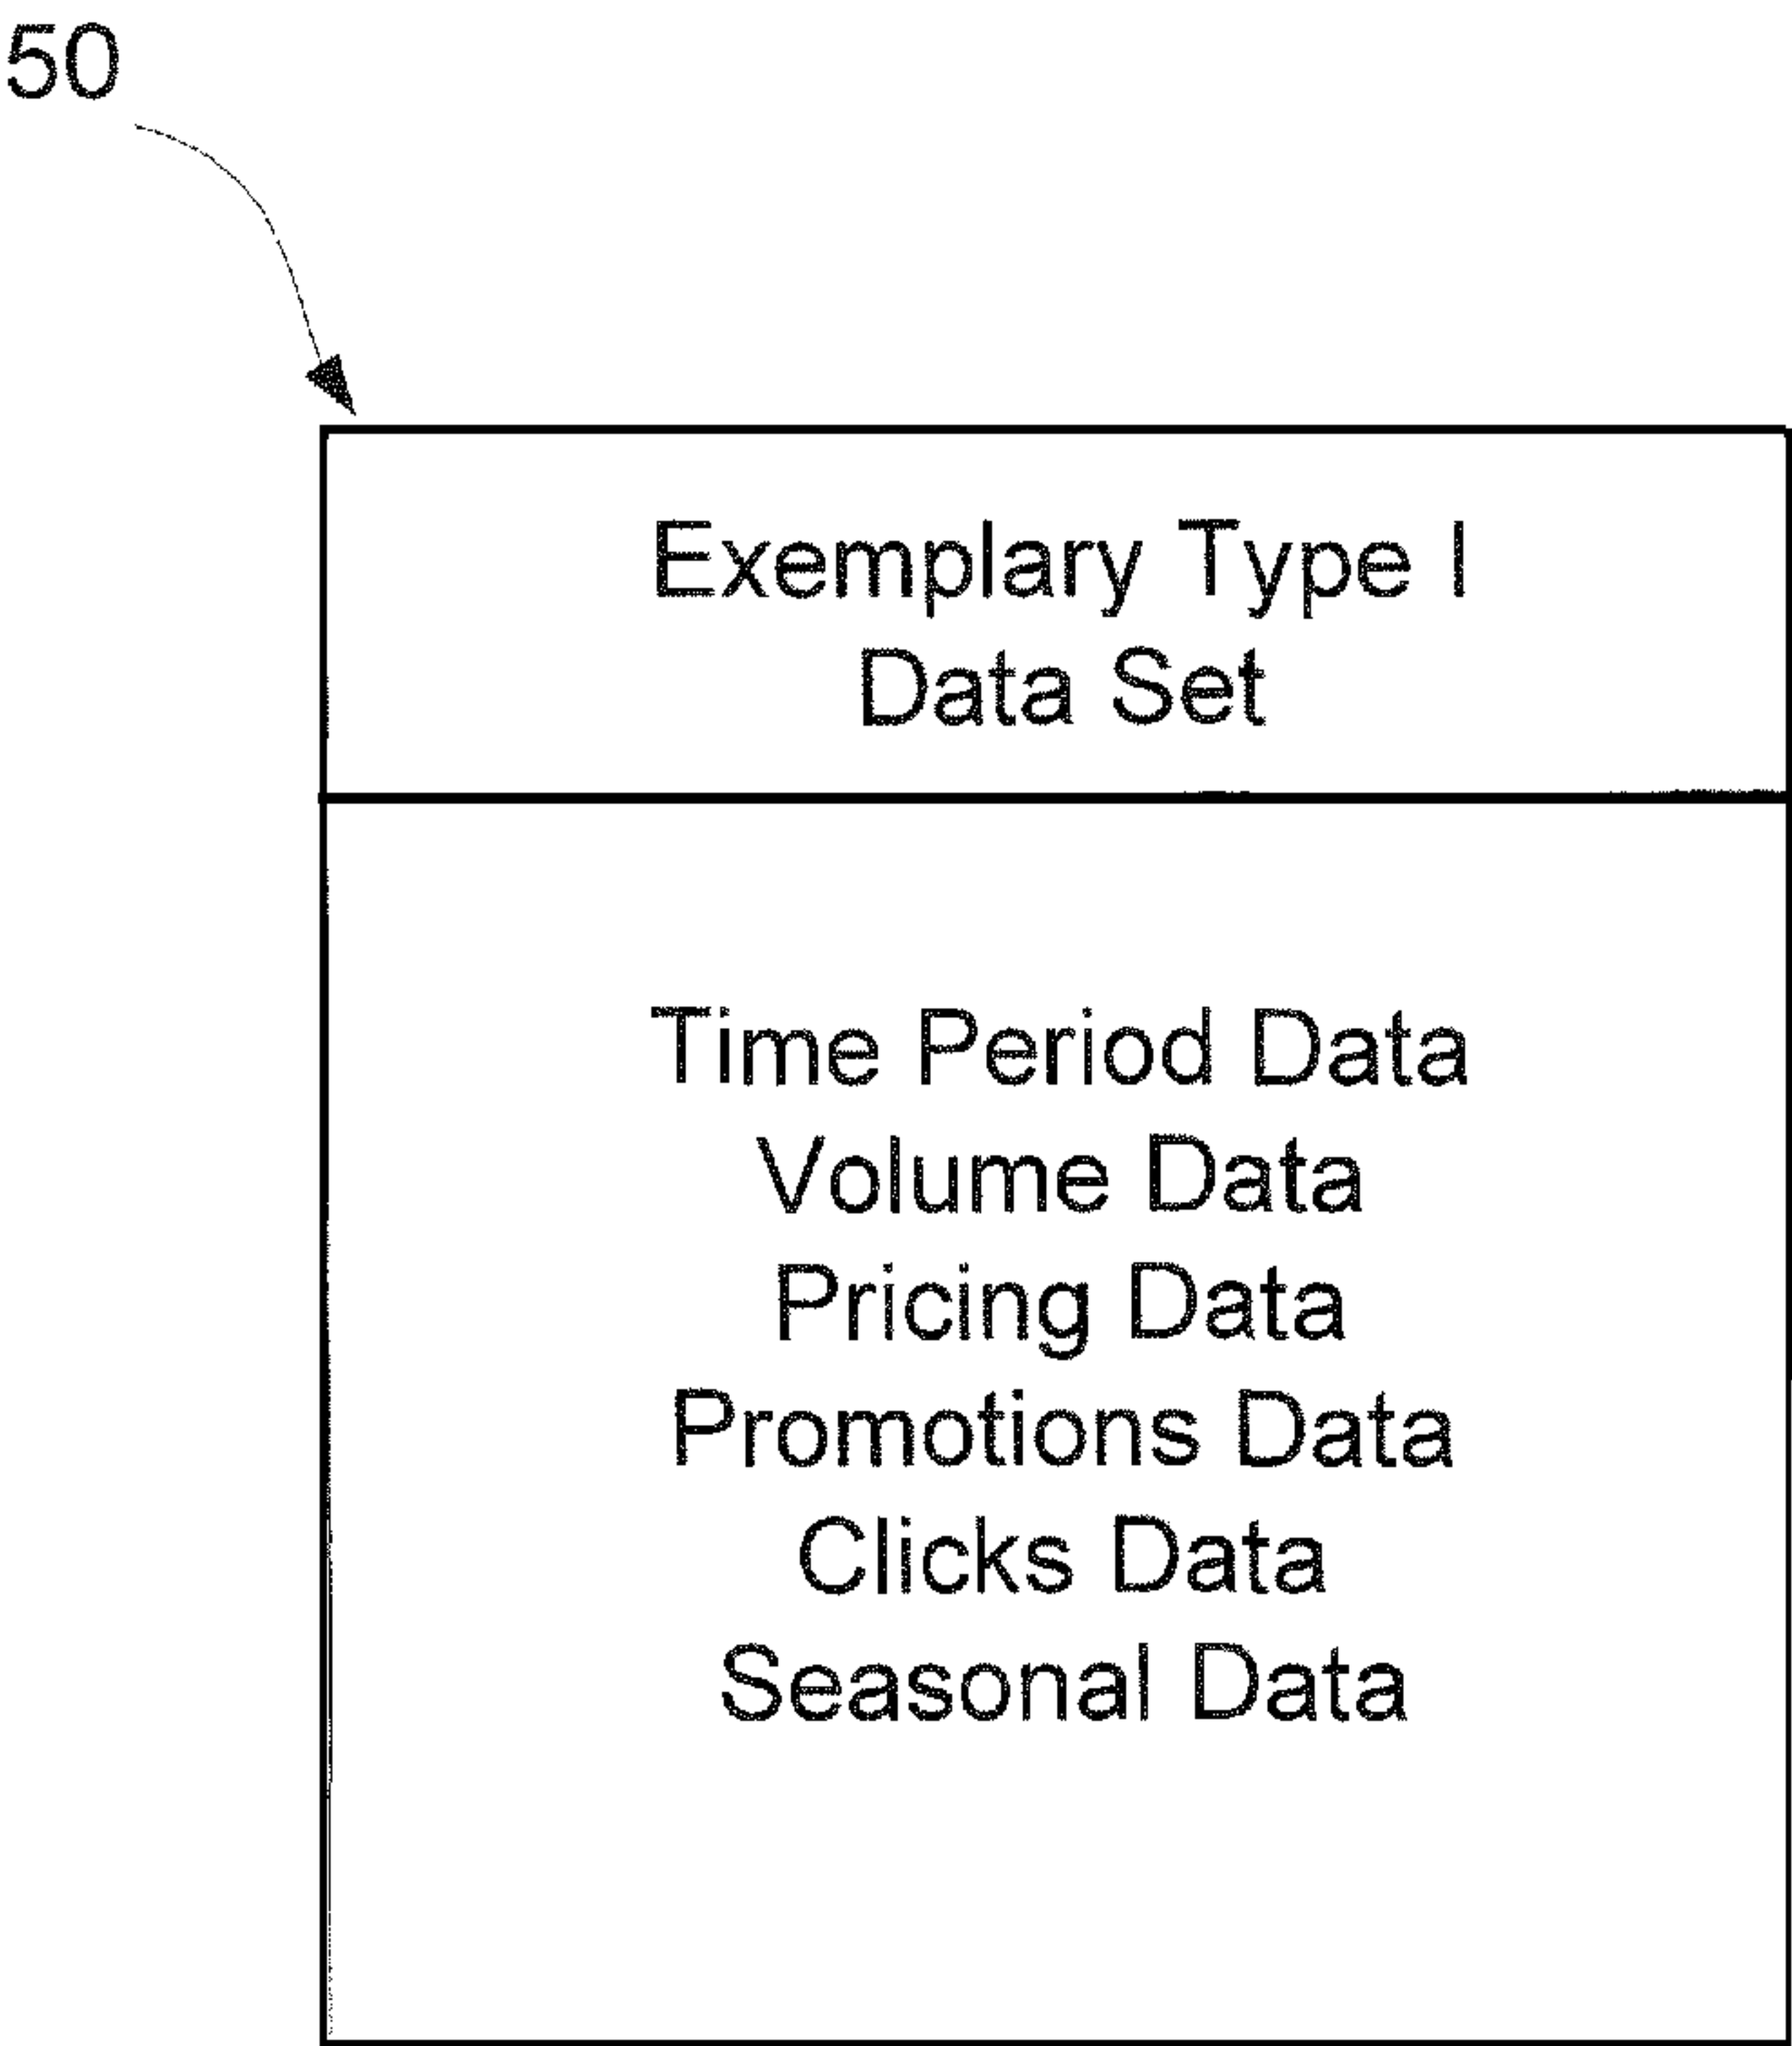 50
Exemplary Type I
Data Set
Time Period Data
Volume Data
Pricing Data
Promotions Data
Clicks Data
Seasonal Data